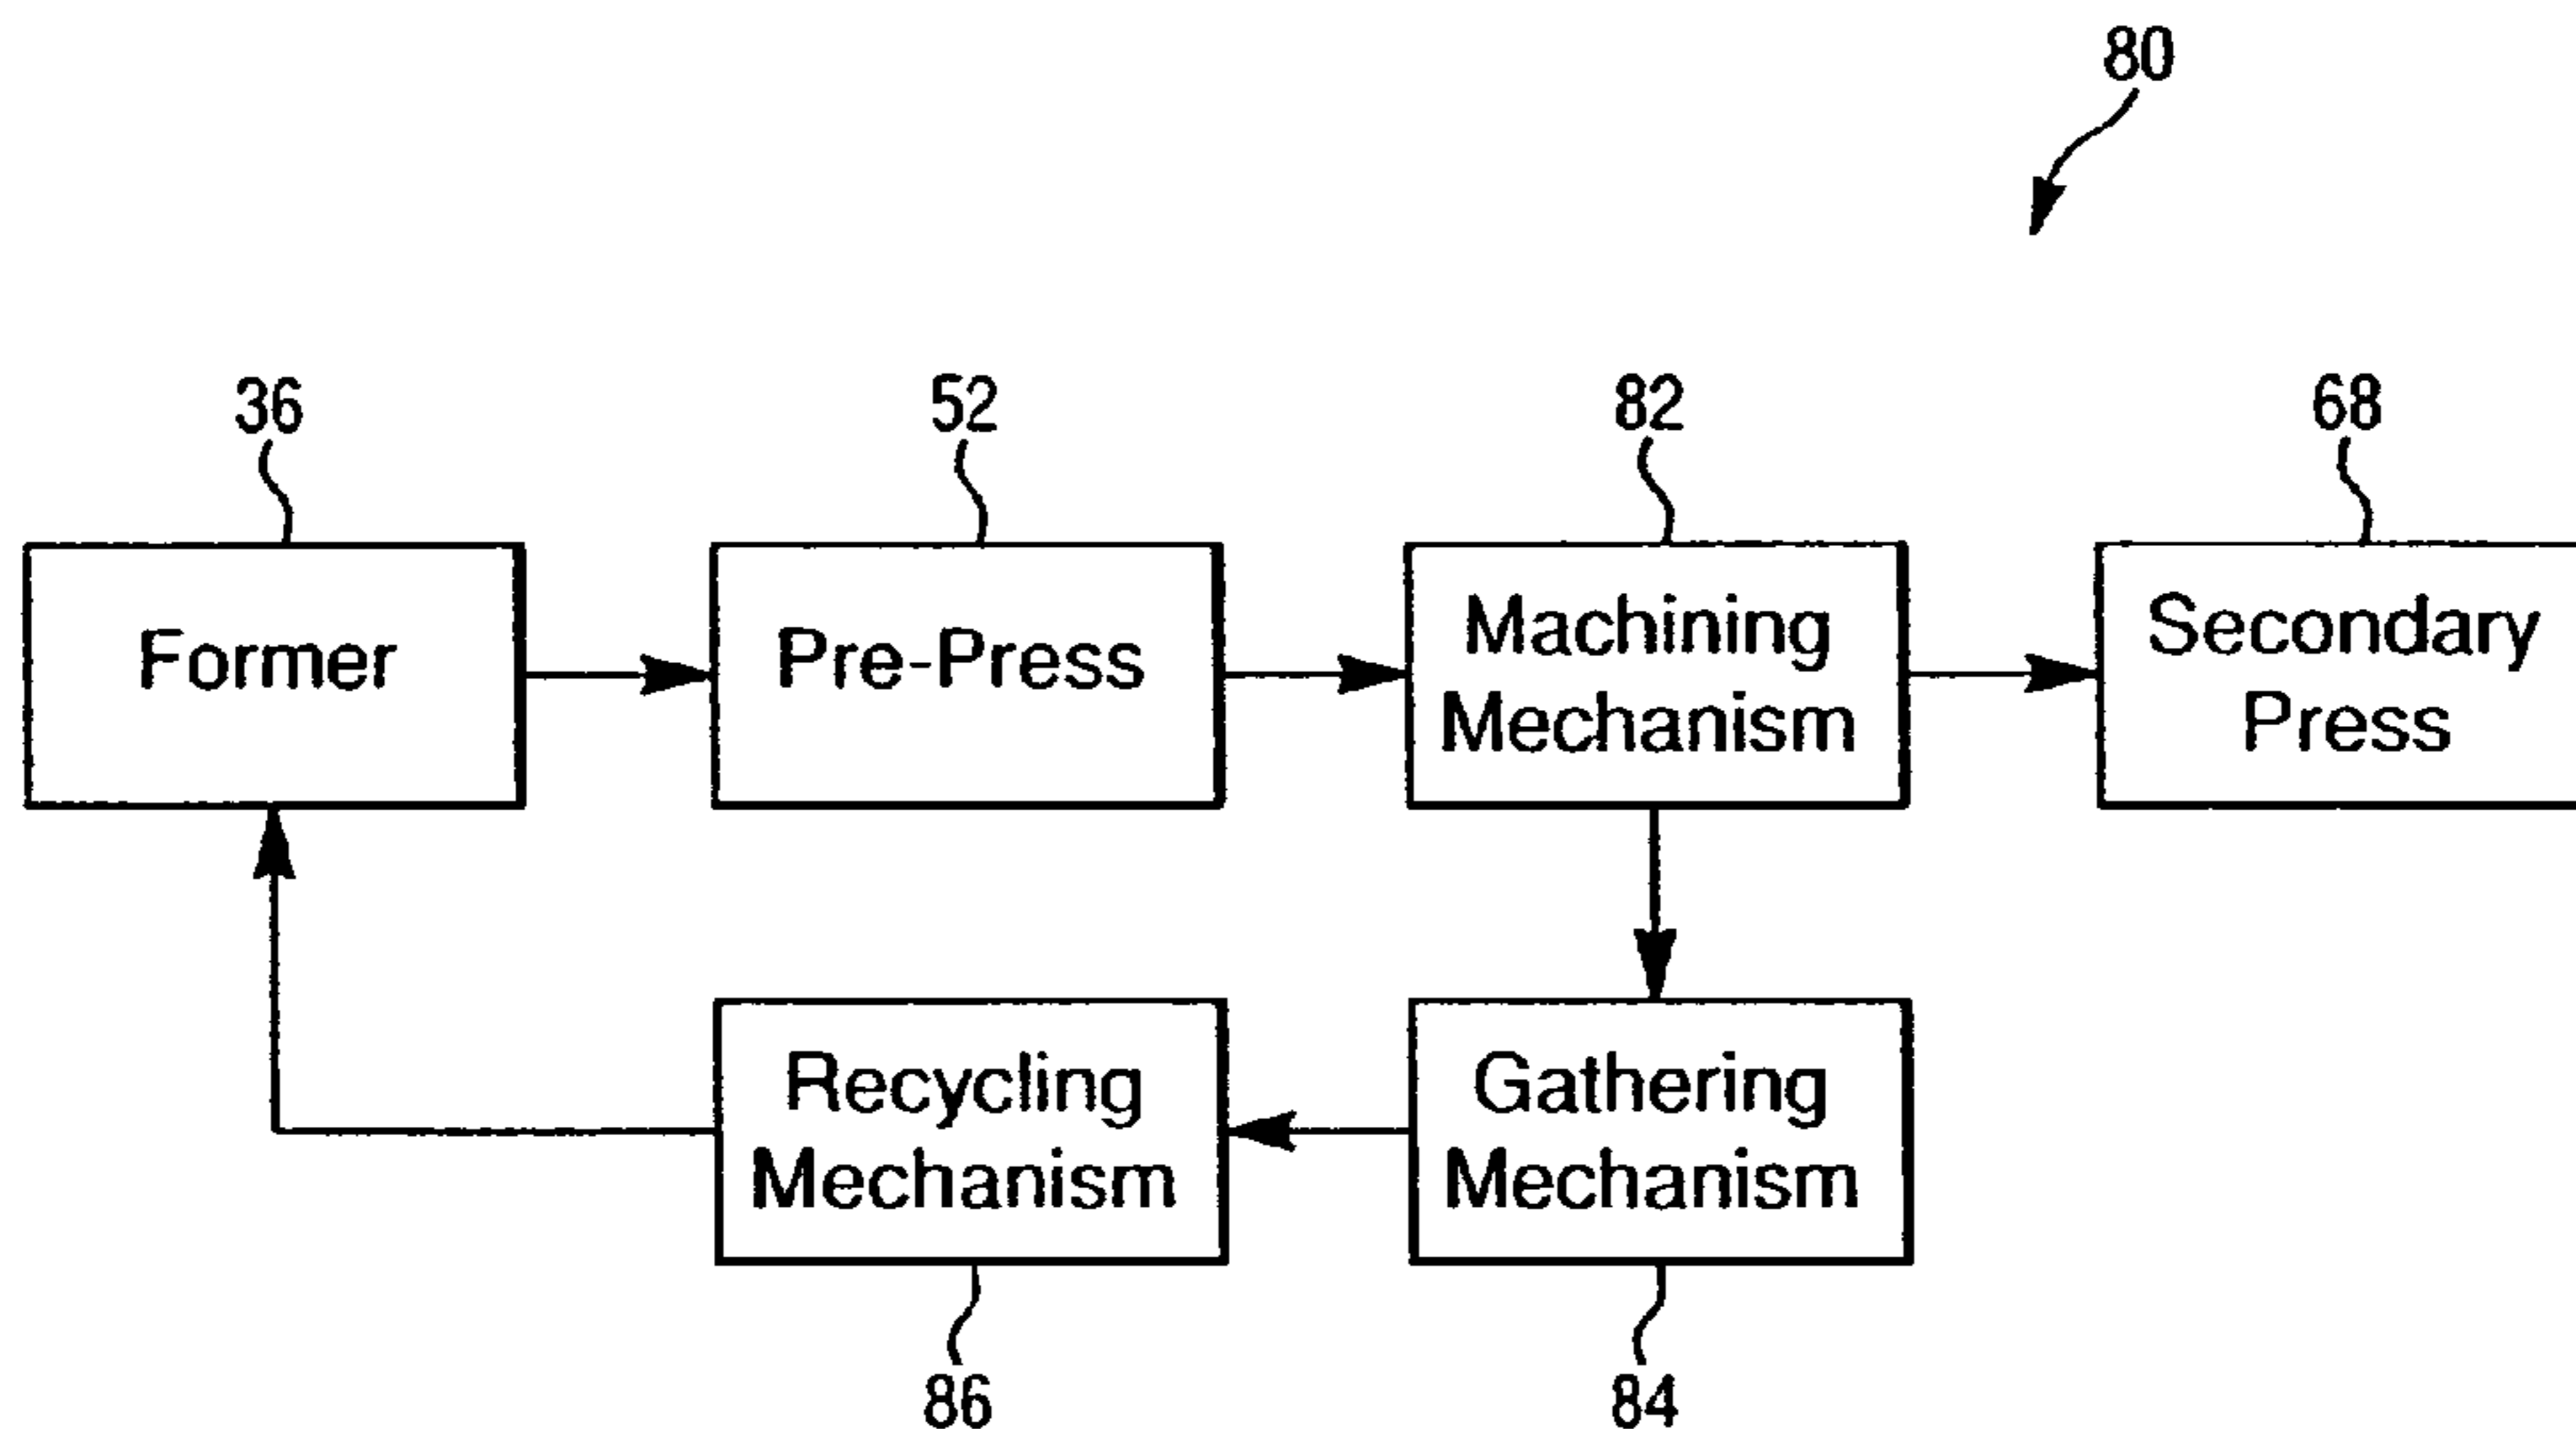 80
36
52
82
68
Former
Pre-Press
Machining
Mechanism
Secondary
Press
Recycling
Mechanism
Gathering
Mechanism
86
84